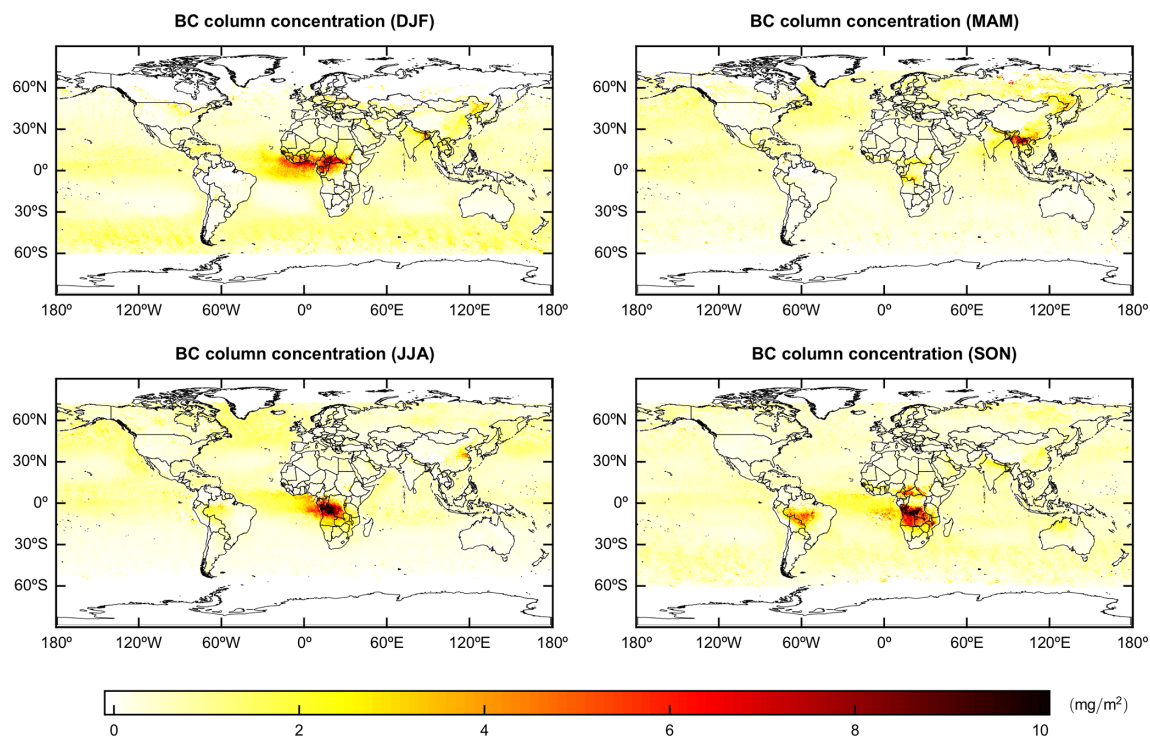 BC column concentration (DJF)
BC column concentration (MAM)
60ºN
30ºN
0º
30ºS
60ºS
180º 120ºW 60ºW 0º 60ºE 120ºE 180º
60ºN
30ºN
0º
30ºS
60ºS
180º 120ºW 60ºW 0º 60ºE 120ºE 180º
BC column concentration (JJA)
BC column concentration (SON)
60ºN
30ºN
0º
30ºS
60ºS
180º 120ºW 60ºW 0º 60ºE 120ºE 180º
60ºN
30ºN
0º
30ºS
60ºS
180º 120ºW 60ºW 0º 60ºE 120ºE 180º
(mg/m²)
0 2 4 6 8 10